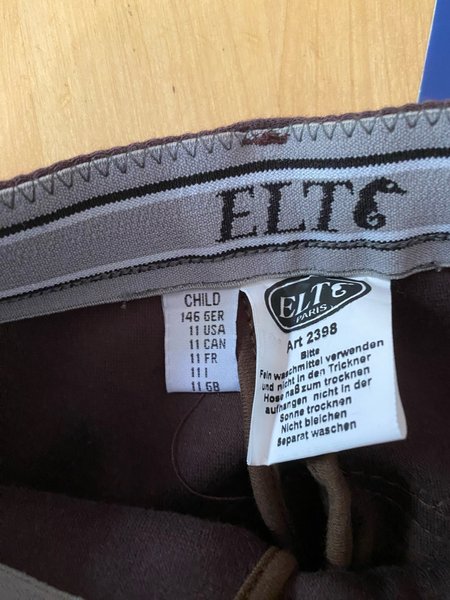 ELTE
CHILD
146 GER
11 USA
11 CAN
11 FR
11 I
11 GB
ELTE
PARIS
Art 2398
Bitte
Fein waschmittel verwenden
und nicht in den Trickner
Hose naß zum trocknen
aufhangen nicht in der
Sonne trocknen
Nicht bleichen
Separat waschen